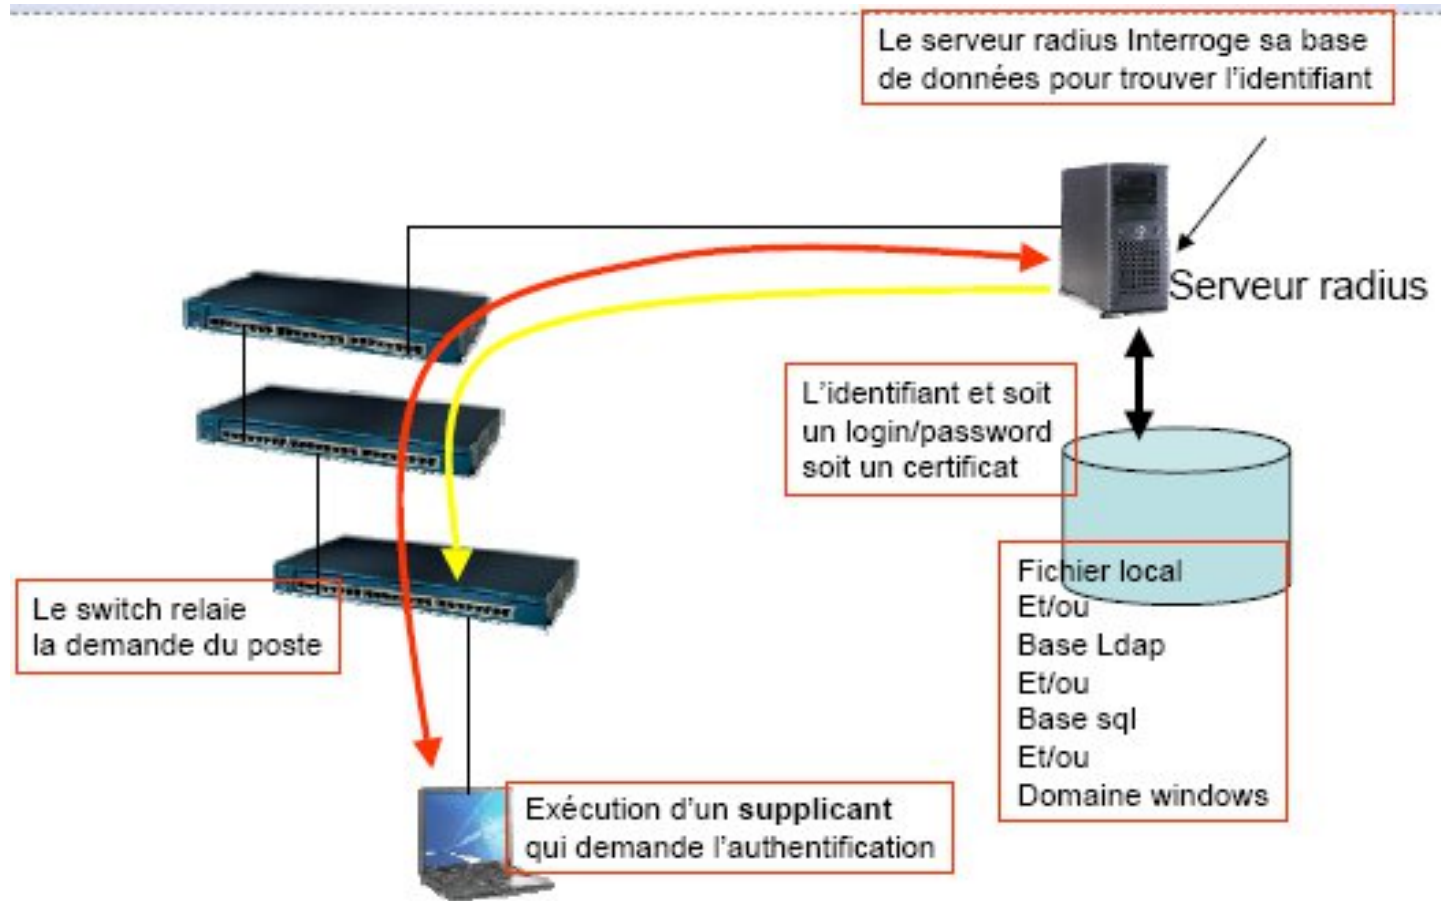 Le serveur radius Interroge sa base
de données pour trouver l'identifiant
Serveur radius
L'identifiant et soit
un login/password
soit un certificat
Fichier local
Et/ou
Base Ldap
Et/ou
Base sql
Et/ou
Domaine windows
Le switch relaie
la demande du poste
Exécution d'un supplicant
qui demande l'authentification